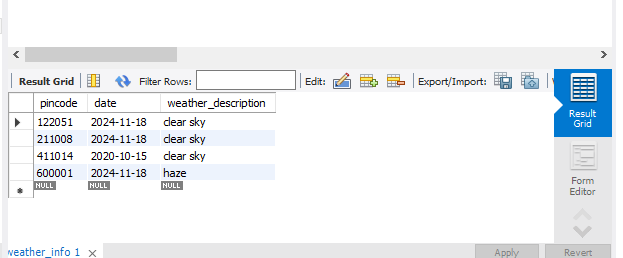 Result Grid Filter Rows: Edit: Export/Import:
pincode date weather_description
122051 2024-11-18 clear sky
211008 2024-11-18 clear sky
411014 2020-10-15 clear sky
600001 2024-11-18 haze
NULL NULL NULL
Result
Grid
Form
Editor
weather_info 1
Apply Revert